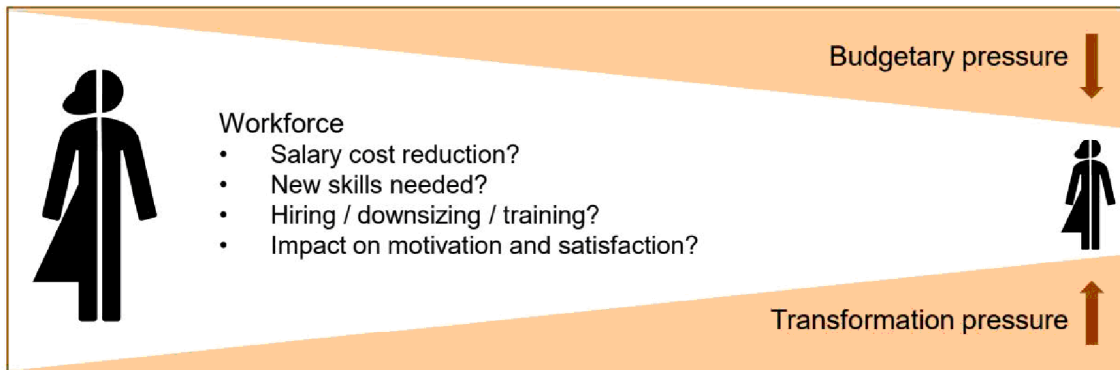 Budgetary pressure
Workforce
• Salary cost reduction?
• New skills needed?
• Hiring / downsizing / training?
• Impact on motivation and satisfaction?
Transformation pressure